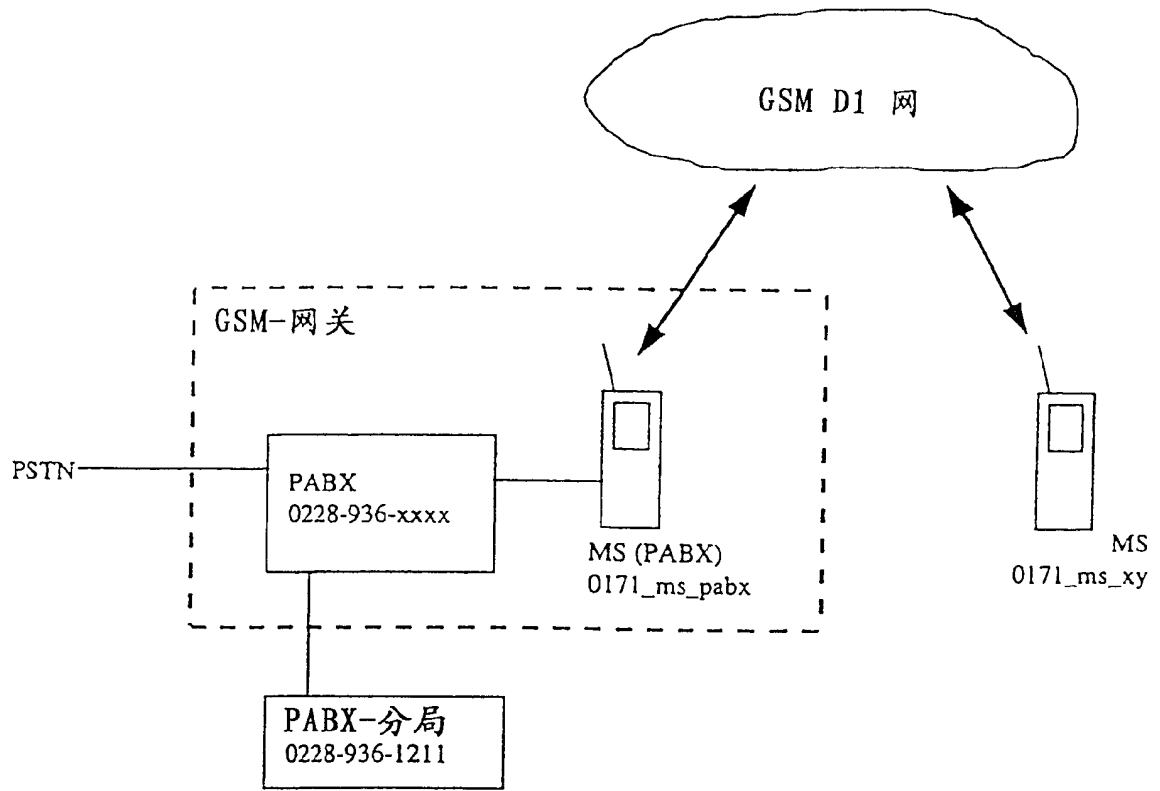 GSM D1 网
GSM-网关
PSTN
PABX
0228-936-xxxx
MS (PABX)
0171_ms_pabx
MS
0171_ms_xy
PABX-分局
0228-936-1211